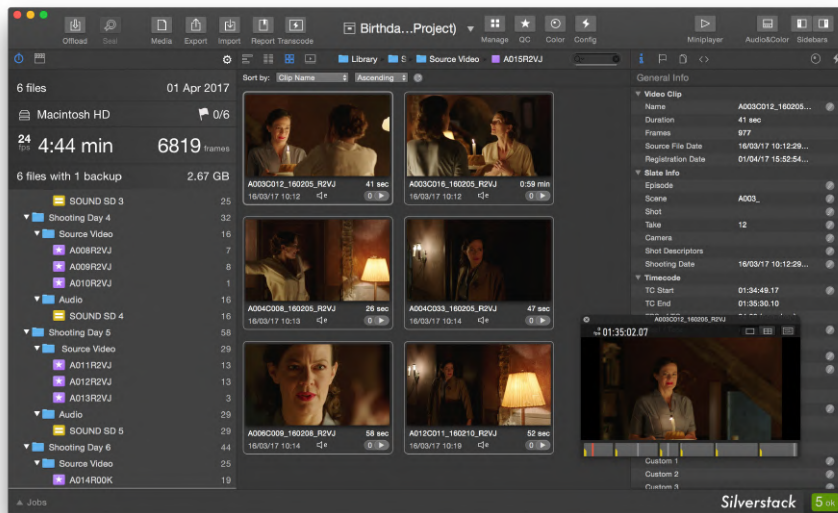 Birthda...Project)
Offload
Seal
Media
Export
Import
Report
Transcode
Manage
QC
Color
Config
Miniplayer
Audio&Color
Sidebars
Library
S
Source Video
A015R2VJ
6 files
01 Apr 2017
Macintosh HD
0/6
24 fps
4:44 min
6819 frames
6 files with 1 backup
2.67 GB
SOUND SD 3 25
Shooting Day 4 32
Source Video 16
A008R2VJ 7
A009R2VJ 8
A010R2VJ 1
Audio 16
SOUND SD 4 16
Shooting Day 5 58
Source Video 29
A011R2VJ 13
A012R2VJ 13
A013R2VJ 3
Audio 29
SOUND SD 5 29
Shooting Day 6 44
Source Video 25
A014R00K 19
Jobs
Sort by: Clip Name Ascending
A003C012_160205_R2VJ 41 sec
16/03/17 10:12 0
A003C016_160205_R2VJ 0:59 min
16/03/17 10:12 0
A004C008_160205_R2VJ 26 sec
16/03/17 10:13 0
A004C033_160205_R2VJ 47 sec
16/03/17 10:14 0
A006C009_160208_R2VJ 58 sec
16/03/17 10:14 0
A012C011_160210_R2VJ 52 sec
16/03/17 10:19 0
General Info
Video Clip
Name A003C012_160205...
Duration 41 sec
Frames 977
Source File Date 16/03/17 10:12:29...
Registration Date 01/04/17 15:52:54...
Slate Info
Episode
Scene A003_
Shot
Take 12
Camera
Shot Descriptors
Shooting Date 16/03/17 10:12:29...
Timecode
TC Start 01:34:49.17
TC End 01:35:30.10
A003C012_160205_R2VJ
01:35:02.07
Custom 1
Custom 2
Custom 3
Silverstack
5 ok